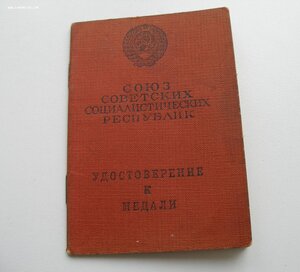 СОЮЗ
СОВЕТСКИХ
СОЦИАЛИСТИЧЕСКИХ
РЕСПУБЛИК
УДОСТОВЕРЕНИЕ
К
МЕДАЛИ